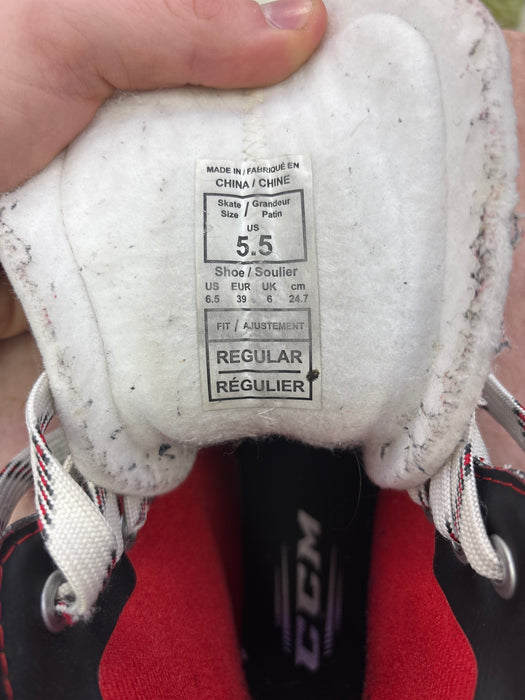 MADE IN / FABRIQUÉ EN
CHINA / CHINE
Skate / Grandeur
Size / Patin
US
5.5
Shoe / Soulier
US EUR UK cm
6.5 39 6 24.7
FIT / AJUSTEMENT
REGULAR
RÉGULIER
CCM